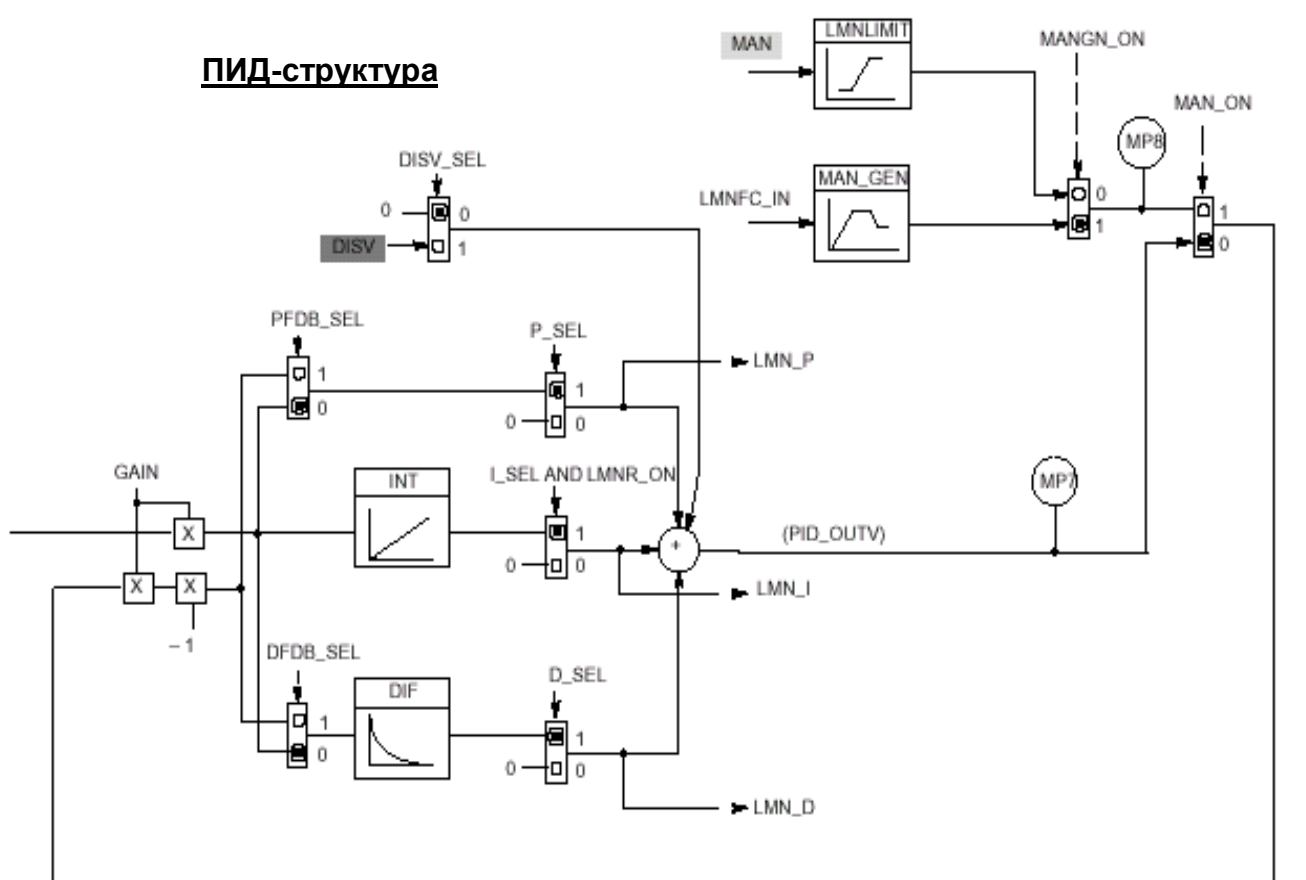 ПИД-структура
MAN
LMNLIMIT
MANGN_ON
MAN_ON
MP8
DISV_SEL
0
0
DISV
1
LMNFC_IN
MAN_GEN
0
1
1
0
PFDB_SEL
1
0
P_SEL
1
0
0
LMN_P
GAIN
X
X
X
– 1
INT
I_SEL AND LMNR_ON
1
0
0
+
(PID_OUTV)
MP7
LMN_I
DFDB_SEL
1
0
DIF
D_SEL
1
0
0
LMN_D